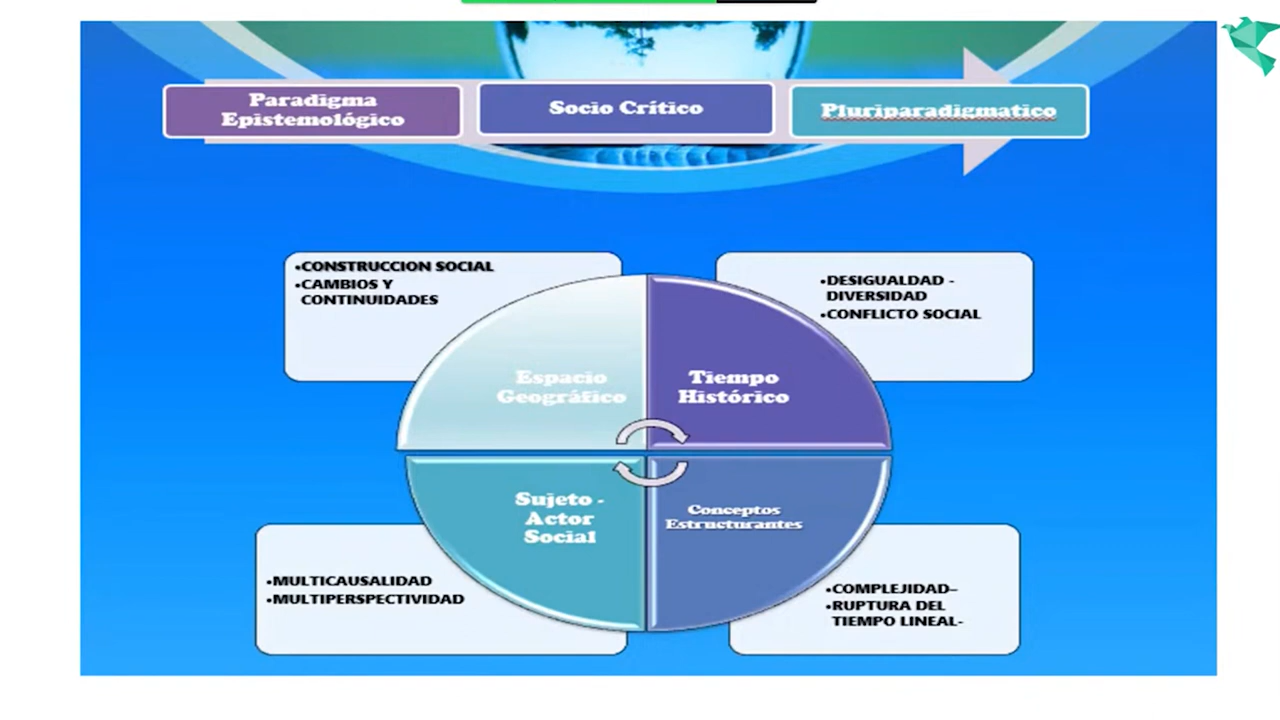 Paradigma
Epistemológico
Socio Crítico
Pluriparadigmatico
•CONSTRUCCION SOCIAL
•CAMBIOS Y
CONTINUIDADES
•DESIGUALDAD -
DIVERSIDAD
•CONFLICTO SOCIAL
Espacio
Geográfico
Tiempo
Histórico
Sujeto -
Actor
Social
Conceptos
Estructurantes
•MULTICAUSALIDAD
•MULTIPERSPECTIVIDAD
•COMPLEJIDAD–
•RUPTURA DEL
TIEMPO LINEAL-